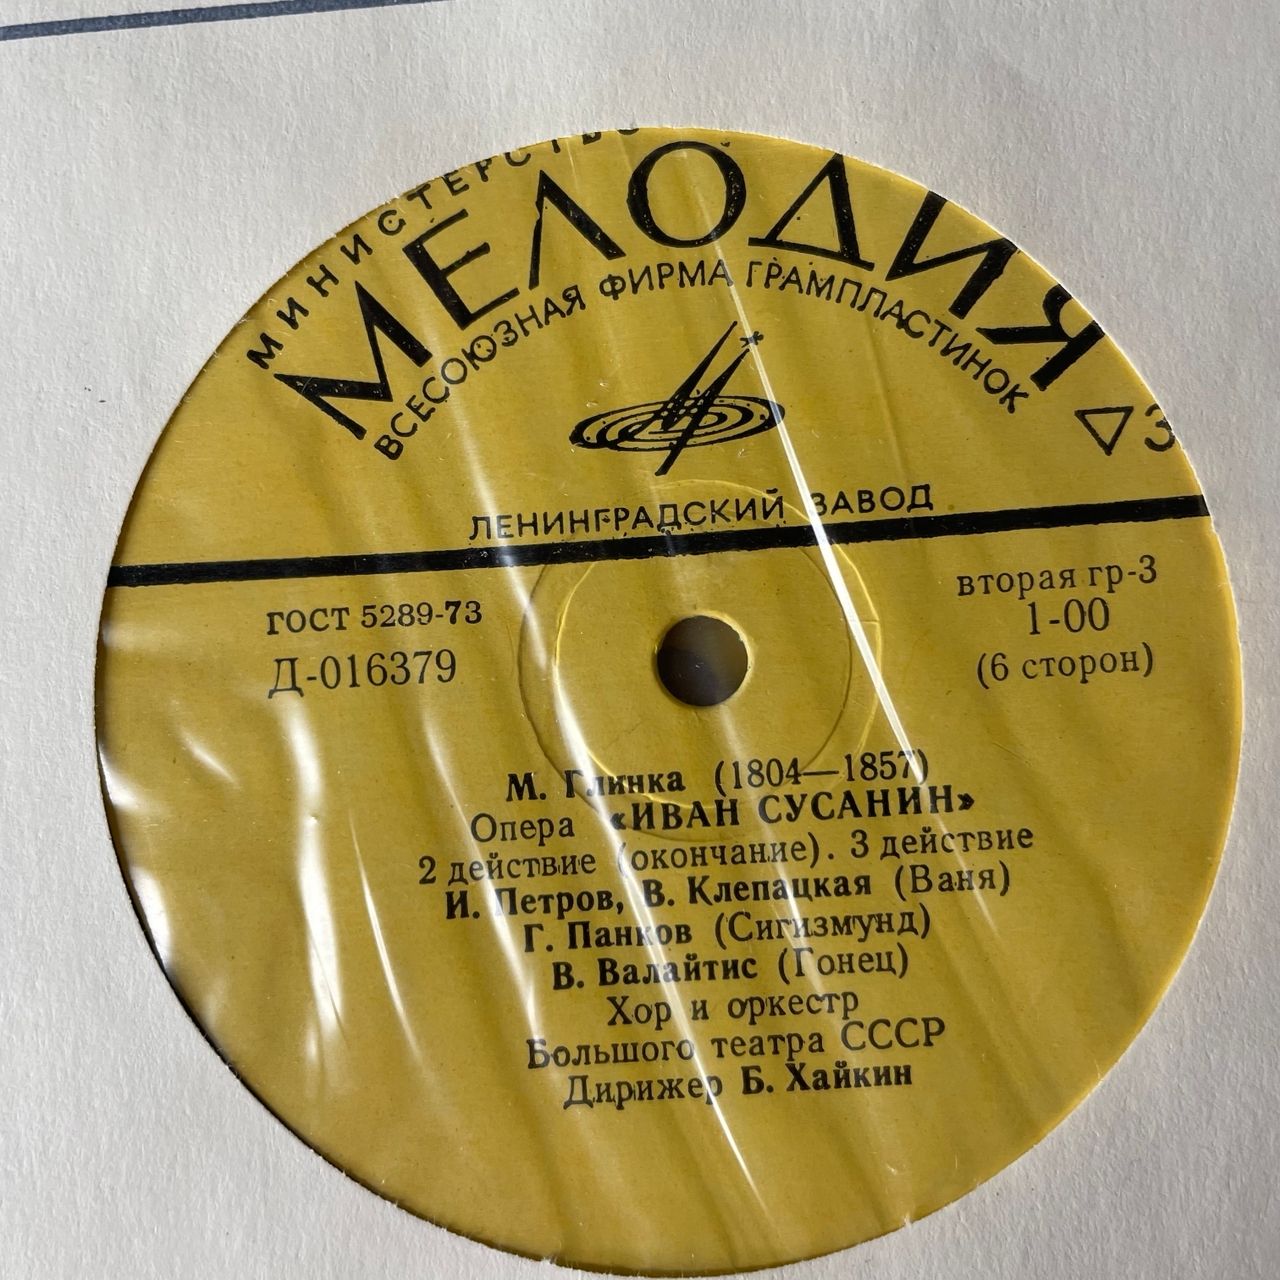 МИНИСТЕРСТВО
МЕЛОДИЯ
ВСЕСОЮЗНАЯ ФИРМА ГРАМПЛАСТИНОК
ЛЕНИНГРАДСКИЙ ЗАВОД
ГОСТ 5289-73
Д-016379
вторая гр-3
1-00
(6 сторон)
М. Глинка (1804—1857)
Опера «ИВАН СУСАНИН»
2 действие (окончание). 3 действие
И. Петров, В. Клепацкая (Ваня)
Г. Панков (Сигизмунд)
В. Валайтис (Гонец)
Хор и оркестр
Большого театра СССР
Дирижер Б. Хайкин